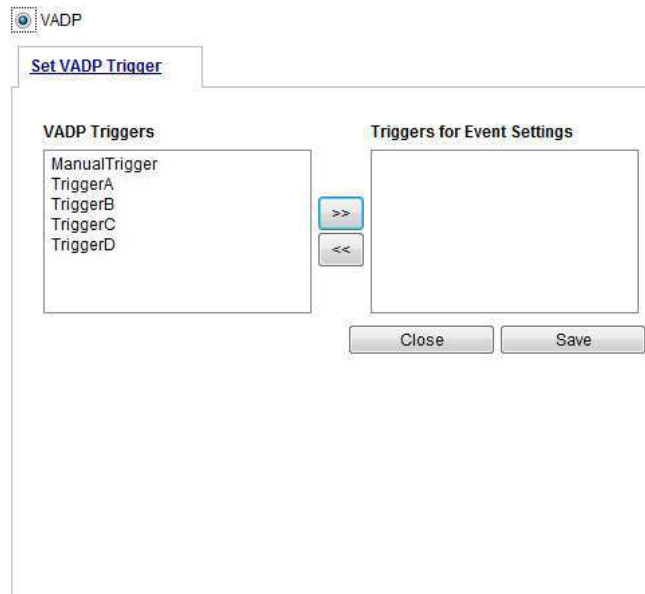 VADP
Set VADP Trigger
VADP Triggers
Triggers for Event Settings
ManualTrigger
TriggerA
TriggerB
TriggerC
TriggerD
>>
<<
Close
Save